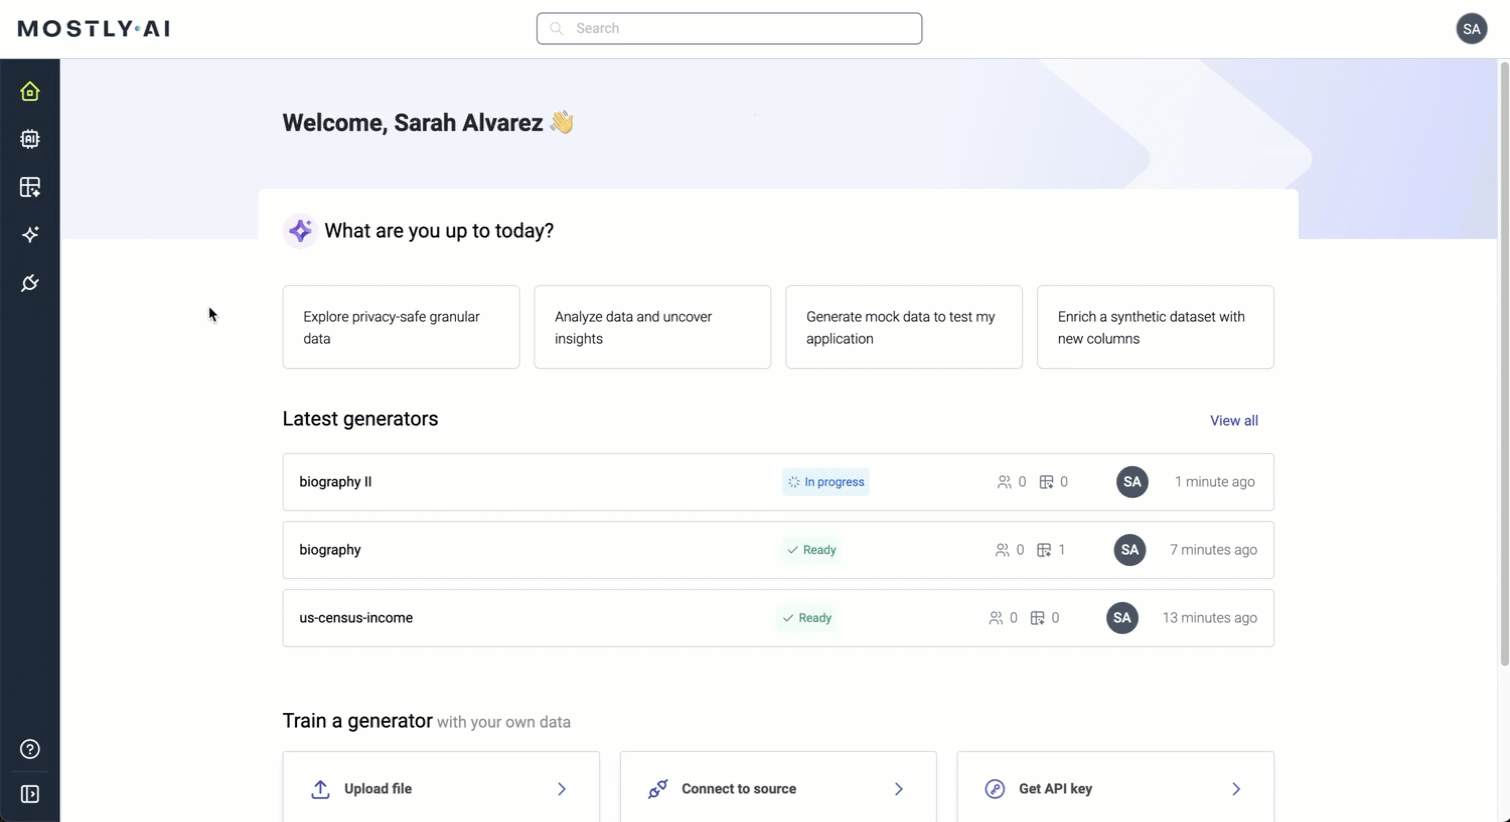 MOSTLY·AI
Search
SA
Welcome, Sarah Alvarez 👋
What are you up to today?
Explore privacy-safe granular
data
Analyze data and uncover
insights
Generate mock data to test my
application
Enrich a synthetic dataset with
new columns
Latest generators
View all
biography II
In progress
0
0
SA
1 minute ago
biography
Ready
0
1
SA
7 minutes ago
us-census-income
Ready
0
0
SA
13 minutes ago
Train a generator with your own data
Upload file
Connect to source
Get API key
AI
?